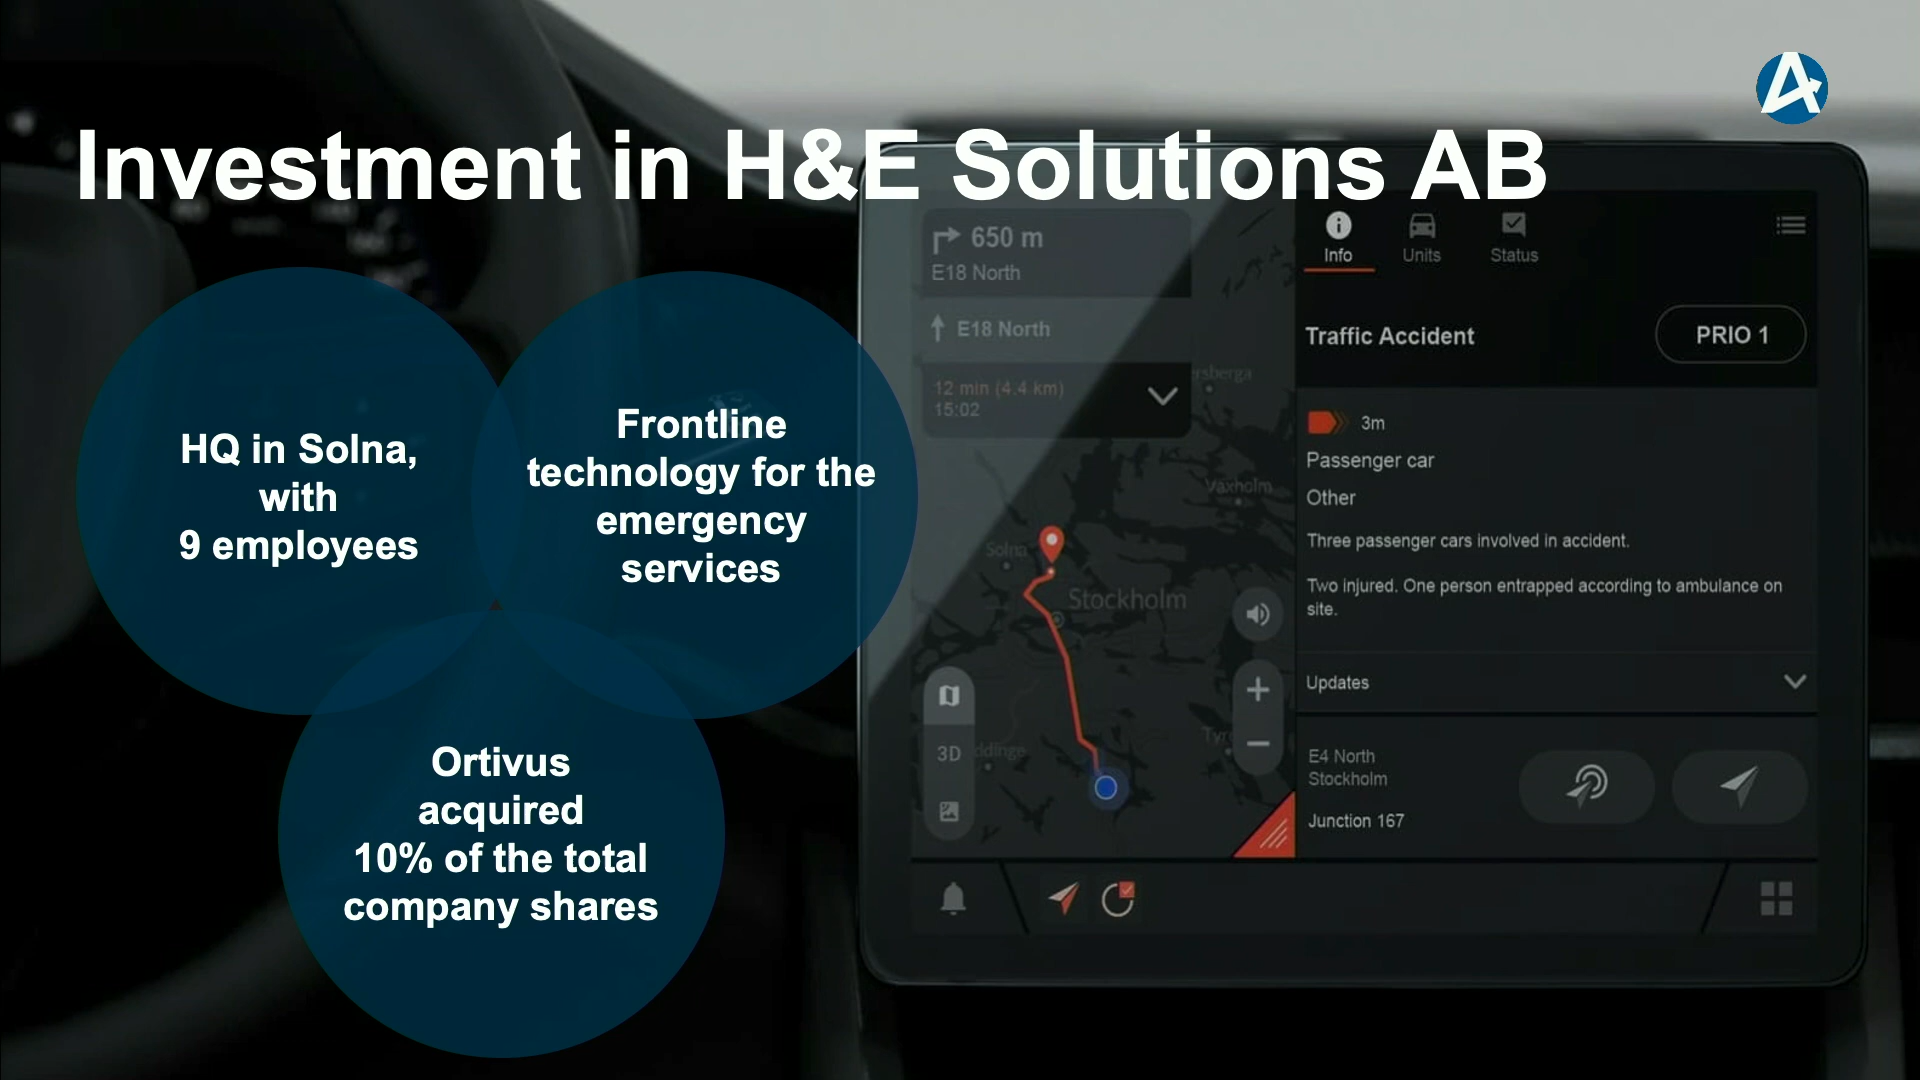 Investment in H&E Solutions AB
HQ in Solna,
with
9 employees
Frontline
technology for the
emergency
services
Ortivus
acquired
10% of the total
company shares
650 m
E18 North
E18 North
12 min (4.4 km)
15:02
Vaxholm
Solna
Stockholm
3D
Info
Units
Status
Traffic Accident
PRIO 1
3m
Passenger car
Other
Three passenger cars involved in accident.
Two injured. One person entrapped according to ambulance on
site.
Updates
E4 North
Stockholm
Junction 167